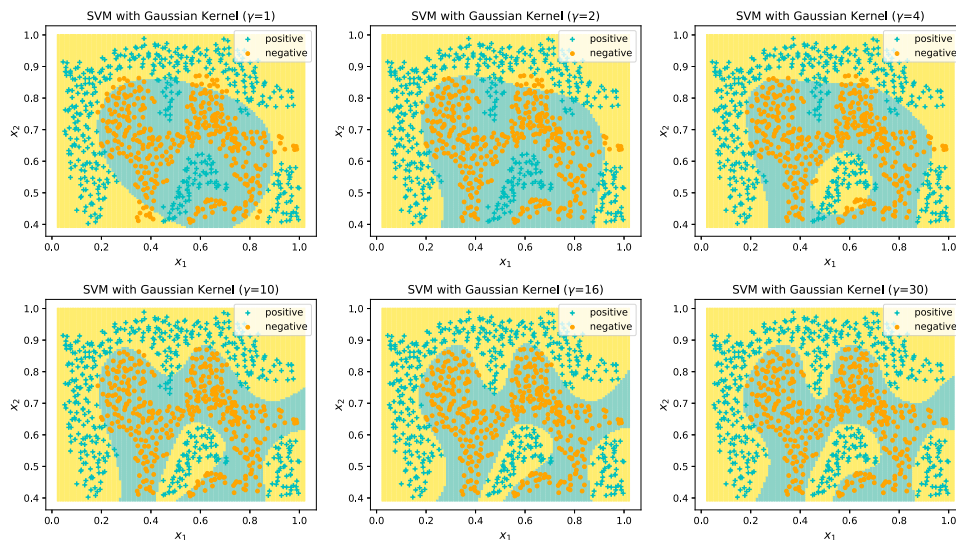 SVM with Gaussian Kernel (γ=1)
positive
negative
1.0
0.9
0.8
0.7
0.6
0.5
0.4
x2
0.0 0.2 0.4 0.6 0.8 1.0
x1
SVM with Gaussian Kernel (γ=2)
positive
negative
1.0
0.9
0.8
0.7
0.6
0.5
0.4
x2
0.0 0.2 0.4 0.6 0.8 1.0
x1
SVM with Gaussian Kernel (γ=4)
positive
negative
1.0
0.9
0.8
0.7
0.6
0.5
0.4
x2
0.0 0.2 0.4 0.6 0.8 1.0
x1
SVM with Gaussian Kernel (γ=10)
positive
negative
1.0
0.9
0.8
0.7
0.6
0.5
0.4
x2
0.0 0.2 0.4 0.6 0.8 1.0
x1
SVM with Gaussian Kernel (γ=16)
positive
negative
1.0
0.9
0.8
0.7
0.6
0.5
0.4
x2
0.0 0.2 0.4 0.6 0.8 1.0
x1
SVM with Gaussian Kernel (γ=30)
positive
negative
1.0
0.9
0.8
0.7
0.6
0.5
0.4
x2
0.0 0.2 0.4 0.6 0.8 1.0
x1